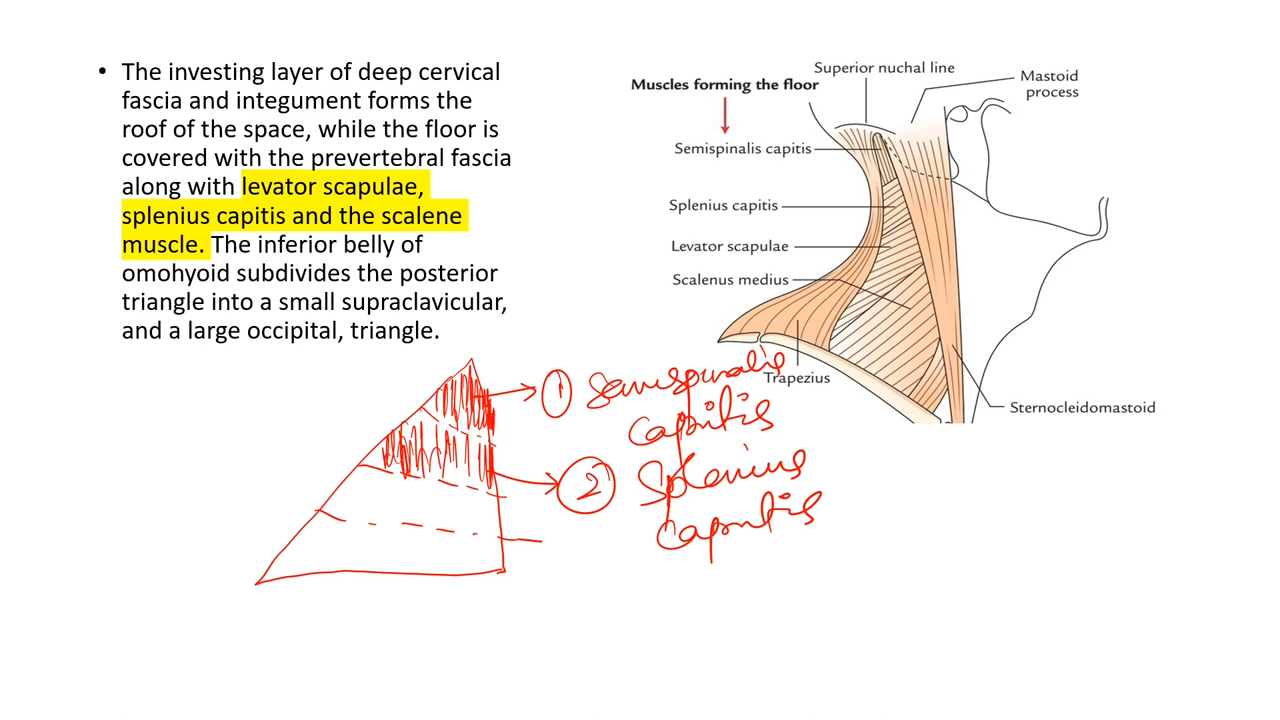 • The investing layer of deep cervical
fascia and integument forms the
roof of the space, while the floor is
covered with the prevertebral fascia
along with levator scapulae,
splenius capitis and the scalene
muscle. The inferior belly of
omohyoid subdivides the posterior
triangle into a small supraclavicular,
and a large occipital, triangle.
Muscles forming the floor
Superior nuchal line
Mastoid
process
Semispinalis capitis
Splenius capitis
Levator scapulae
Scalenus medius
Trapezius
Sternocleidomastoid
1 Semispinalis
Capitis
2 Splenius
Capitis